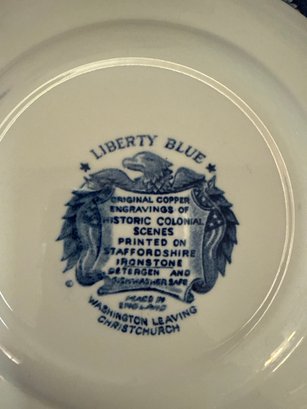 LIBERTY BLUE
ORIGINAL COPPER
ENGRAVINGS OF
HISTORIC COLONIAL
SCENES
PRINTED ON
STAFFORDSHIRE
IRONSTONE
DETERGEN AND
DISHWASHER SAFE
MADE IN
ENGLAND
WASHINGTON LEAVING
CHRISTCHURCH